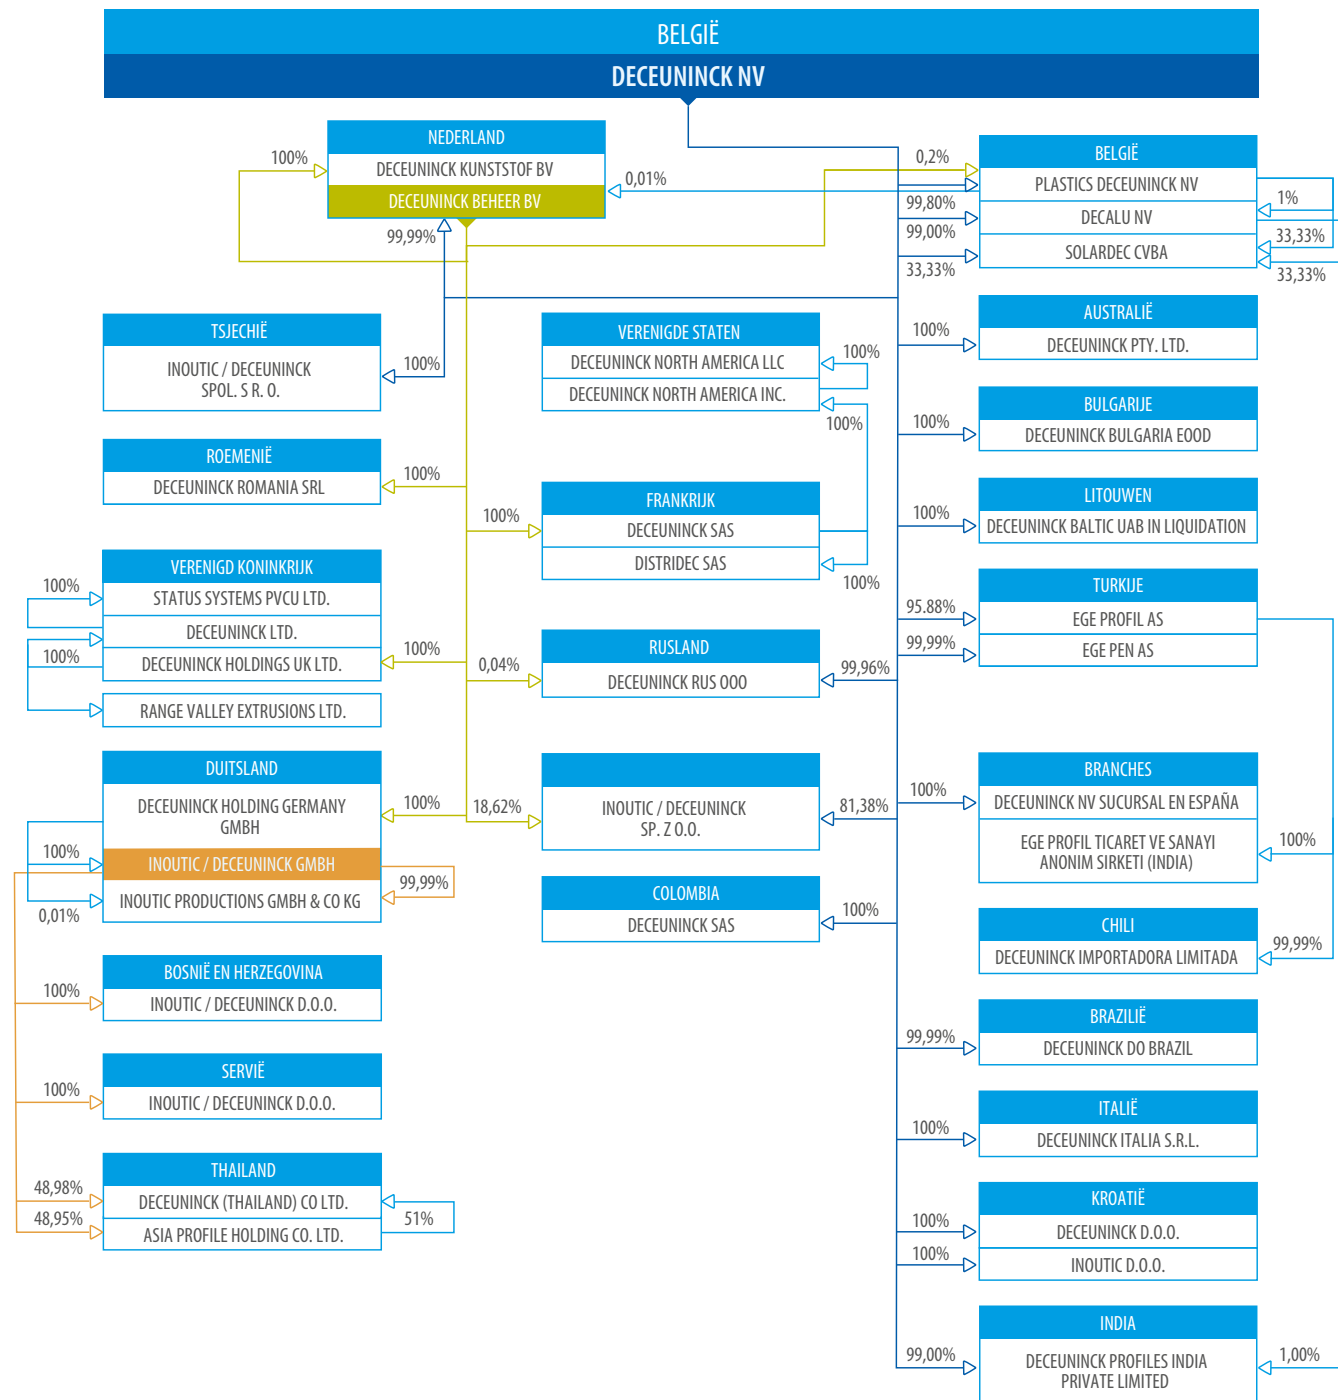 BELGIË
DECEUNINCK NV
NEDERLAND
DECEUNINCK KUNSTSTOF BV
DECEUNINCK BEHEER BV
100%
99,99%
0,01%
0,2%
99,80%
99,00%
33,33%
BELGIË
PLASTICS DECEUNINCK NV
DECALU NV
SOLARDEC CVBA
1%
33,33%
33,33%
TSJECHIË
INOUTIC / DECEUNINCK
SPOL. S R. O.
100%
VERENIGDE STATEN
DECEUNINCK NORTH AMERICA LLC
DECEUNINCK NORTH AMERICA INC.
100%
100%
100%
AUSTRALIË
DECEUNINCK PTY. LTD.
100%
BULGARIJE
DECEUNINCK BULGARIA EOOD
ROEMENIË
DECEUNINCK ROMANIA SRL
100%
100%
FRANKRIJK
DECEUNINCK SAS
DISTRIDEC SAS
100%
100%
LITOUWEN
DECEUNINCK BALTIC UAB IN LIQUIDATION
VERENIGD KONINKRIJK
STATUS SYSTEMS PVCU LTD.
DECEUNINCK LTD.
DECEUNINCK HOLDINGS UK LTD.
RANGE VALLEY EXTRUSIONS LTD.
100%
100%
100%
0,04%
RUSLAND
DECEUNINCK RUS OOO
99,96%
95.88%
99,99%
TURKIJE
EGE PROFIL AS
EGE PEN AS
DUITSLAND
DECEUNINCK HOLDING GERMANY
GMBH
INOUTIC / DECEUNINCK GMBH
INOUTIC PRODUCTIONS GMBH & CO KG
100%
0,01%
100%
99,99%
18,62%
INOUTIC / DECEUNINCK
SP. Z O.O.
81,38%
100%
BRANCHES
DECEUNINCK NV SUCURSAL EN ESPAÑA
EGE PROFIL TICARET VE SANAYI
ANONIM SIRKETI (INDIA)
100%
COLOMBIA
DECEUNINCK SAS
100%
CHILI
DECEUNINCK IMPORTADORA LIMITADA
99,99%
BOSNIË EN HERZEGOVINA
INOUTIC / DECEUNINCK D.O.O.
100%
99,99%
BRAZILIË
DECEUNINCK DO BRAZIL
SERVIË
INOUTIC / DECEUNINCK D.O.O.
100%
100%
ITALIË
DECEUNINCK ITALIA S.R.L.
THAILAND
DECEUNINCK (THAILAND) CO LTD.
ASIA PROFILE HOLDING CO. LTD.
48,98%
48,95%
51%
100%
100%
KROATIË
DECEUNINCK D.O.O.
INOUTIC D.O.O.
99,00%
INDIA
DECEUNINCK PROFILES INDIA
PRIVATE LIMITED
1,00%